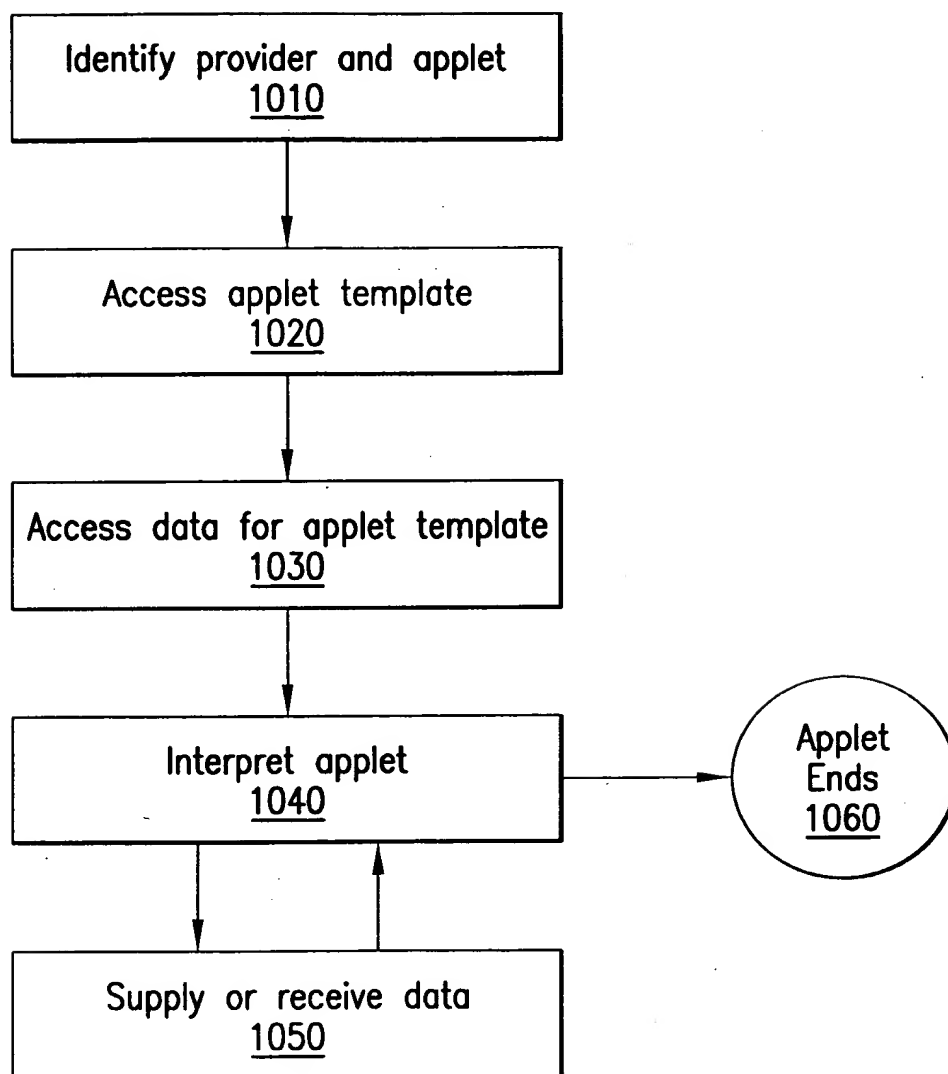 Identify provider and applet
1010
Access applet template
1020
Access data for applet template
1030
Interpret applet
1040
Applet
Ends
1060
Supply or receive data
1050